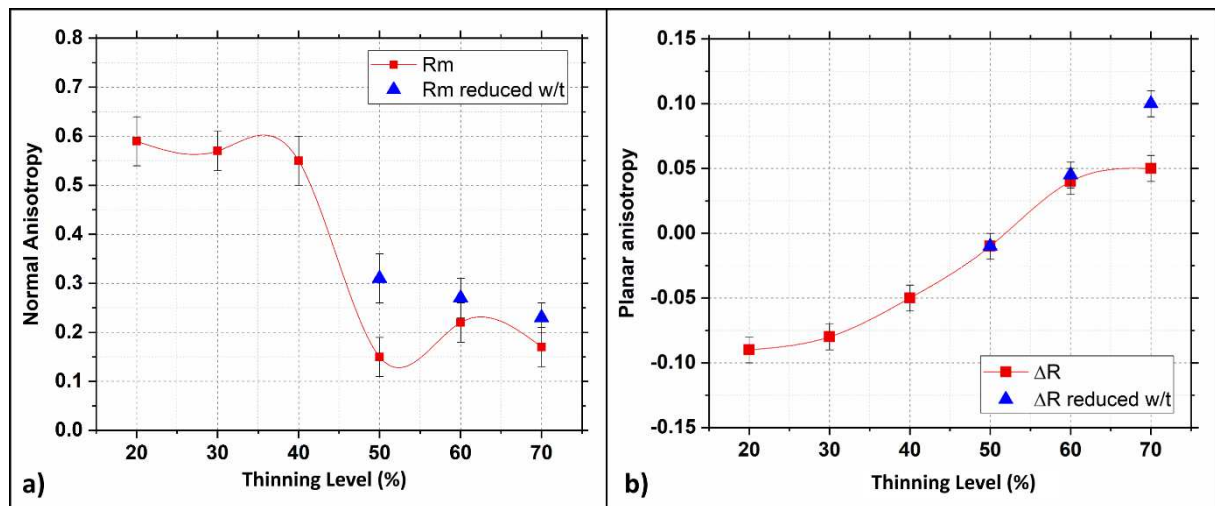 0.8
0.7
0.6
0.5
0.4
0.3
0.2
0.1
0.0
Normal Anisotropy
Rm
Rm reduced w/t
20 30 40 50 60 70
Thinning Level (%)
a)
0.15
0.10
0.05
0.00
-0.05
-0.10
-0.15
Planar anisotropy
ΔR
ΔR reduced w/t
20 30 40 50 60 70
Thinning Level (%)
b)